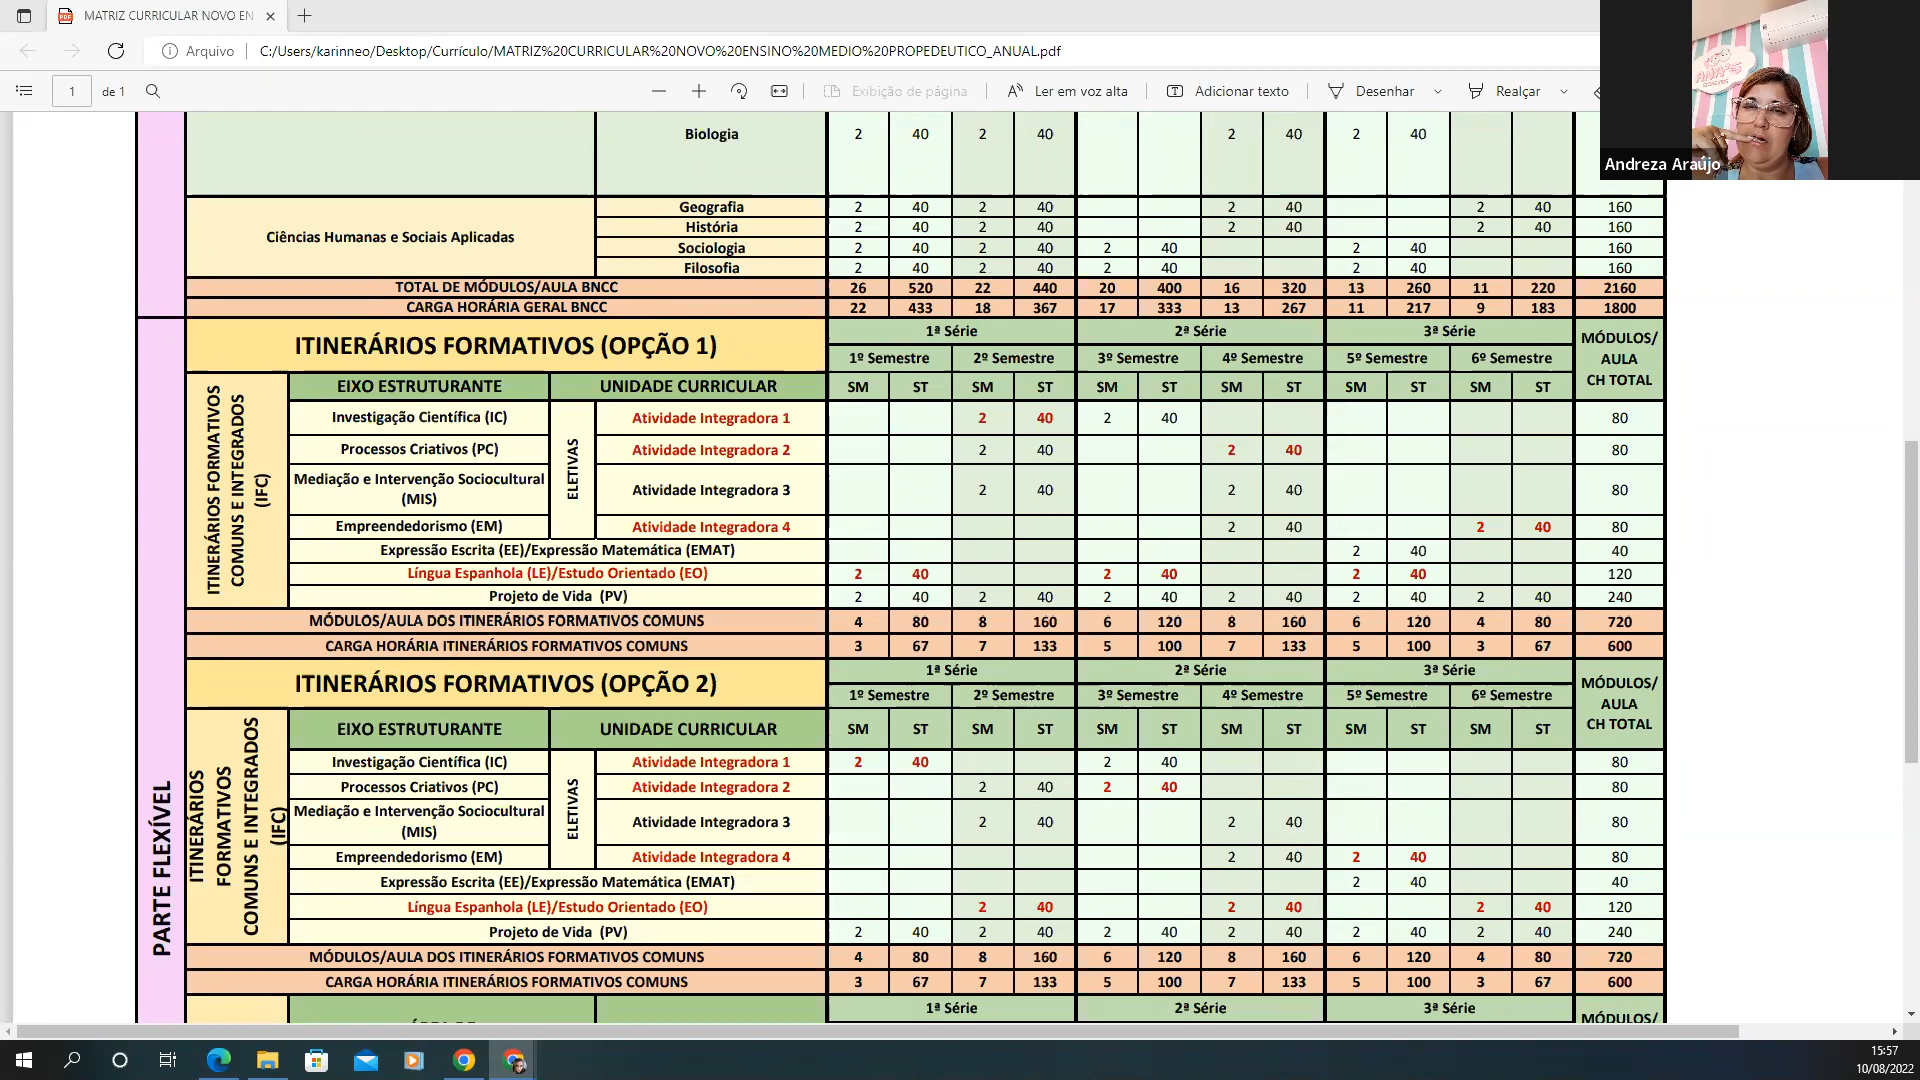 MATRIZ CURRICULAR NOVO EN
Arquivo C:/Users/karinneo/Desktop/Currículo/MATRIZ%20CURRICULAR%20NOVO%20ENSINO%20MEDIO%20PROPEDEUTICO_ANUAL.pdf
1 de 1 Exibição de página Ler em voz alta Adicionar texto Desenhar Realçar
ANA'S
Andreza Araújo
Biologia 2 40 2 40 2 40 2 40
Ciências Humanas e Sociais Aplicadas
Geografia 2 40 2 40 2 40 2 40 160
História 2 40 2 40 2 40 2 40 160
Sociologia 2 40 2 40 2 40 2 40 160
Filosofia 2 40 2 40 2 40 2 40 160
TOTAL DE MÓDULOS/AULA BNCC 26 520 22 440 20 400 16 320 13 260 11 220 2160
CARGA HORÁRIA GERAL BNCC 22 433 18 367 17 333 13 267 11 217 9 183 1800
PARTE FLEXÍVEL
ITINERÁRIOS FORMATIVOS (OPÇÃO 1) 1ª Série 2ª Série 3ª Série MÓDULOS/
AULA
CH TOTAL
1º Semestre 2º Semestre 3º Semestre 4º Semestre 5º Semestre 6º Semestre
ITINERÁRIOS FORMATIVOS
COMUNS E INTEGRADOS
(IFC)
EIXO ESTRUTURANTE UNIDADE CURRICULAR SM ST SM ST SM ST SM ST SM ST SM ST
ELETIVAS
Investigação Científica (IC) Atividade Integradora 1 2 40 2 40 80
Processos Criativos (PC) Atividade Integradora 2 2 40 2 40 80
Mediação e Intervenção Sociocultural
(MIS) Atividade Integradora 3 2 40 2 40 80
Empreendedorismo (EM) Atividade Integradora 4 2 40 2 40 80
Expressão Escrita (EE)/Expressão Matemática (EMAT) 2 40 40
Língua Espanhola (LE)/Estudo Orientado (EO) 2 40 2 40 2 40 120
Projeto de Vida (PV) 2 40 2 40 2 40 2 40 2 40 2 40 240
MÓDULOS/AULA DOS ITINERÁRIOS FORMATIVOS COMUNS 4 80 8 160 6 120 8 160 6 120 4 80 720
CARGA HORÁRIA ITINERÁRIOS FORMATIVOS COMUNS 3 67 7 133 5 100 7 133 5 100 3 67 600
ITINERÁRIOS FORMATIVOS (OPÇÃO 2) 1ª Série 2ª Série 3ª Série MÓDULOS/
AULA
CH TOTAL
1º Semestre 2º Semestre 3º Semestre 4º Semestre 5º Semestre 6º Semestre
ITINERÁRIOS
FORMATIVOS
COMUNS E INTEGRADOS
(IFC)
EIXO ESTRUTURANTE UNIDADE CURRICULAR SM ST SM ST SM ST SM ST SM ST SM ST
ELETIVAS
Investigação Científica (IC) Atividade Integradora 1 2 40 2 40 80
Processos Criativos (PC) Atividade Integradora 2 2 40 2 40 80
Mediação e Intervenção Sociocultural
(MIS) Atividade Integradora 3 2 40 2 40 80
Empreendedorismo (EM) Atividade Integradora 4 2 40 2 40 80
Expressão Escrita (EE)/Expressão Matemática (EMAT) 2 40 40
Língua Espanhola (LE)/Estudo Orientado (EO) 2 40 2 40 2 40 120
Projeto de Vida (PV) 2 40 2 40 2 40 2 40 2 40 2 40 240
MÓDULOS/AULA DOS ITINERÁRIOS FORMATIVOS COMUNS 4 80 8 160 6 120 8 160 6 120 4 80 720
CARGA HORÁRIA ITINERÁRIOS FORMATIVOS COMUNS 3 67 7 133 5 100 7 133 5 100 3 67 600
1ª Série 2ª Série 3ª Série
MÓDULOS/
15:57
10/08/2022